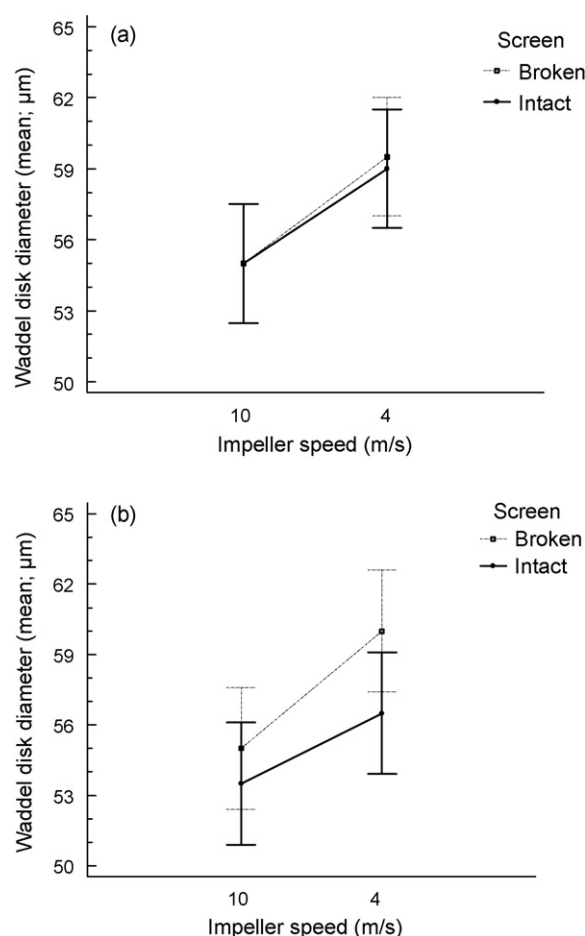 (a)
Screen
Broken
Intact
65
62
59
56
53
50
Waddel disk diameter (mean; μm)
10 4
Impeller speed (m/s)
(b)
Screen
Broken
Intact
65
62
59
56
53
50
Waddel disk diameter (mean; μm)
10 4
Impeller speed (m/s)